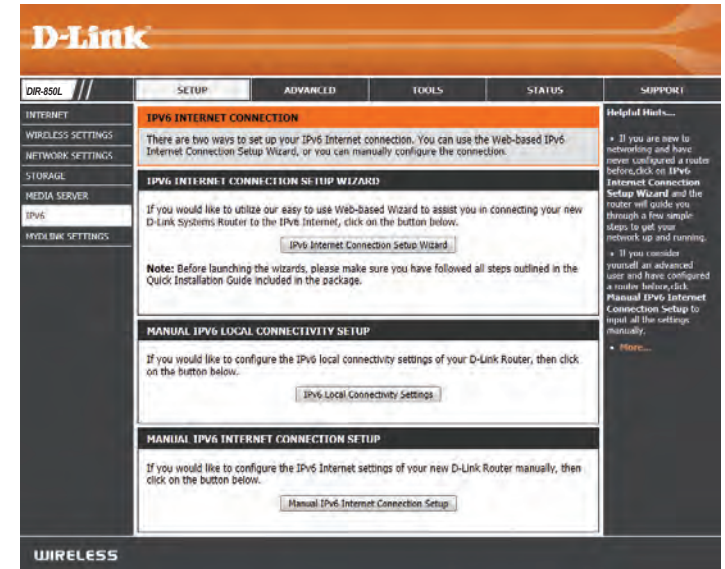 D-Link
DIR-850L
SETUP
ADVANCED
TOOLS
STATUS
SUPPORT
INTERNET
WIRELESS SETTINGS
NETWORK SETTINGS
STORAGE
MEDIA SERVER
IPV6
MYDLINK SETTINGS
IPV6 INTERNET CONNECTION
There are two ways to set up your IPv6 Internet connection. You can use the Web-based IPv6
Internet Connection Setup Wizard, or you can manually configure the connection.
IPV6 INTERNET CONNECTION SETUP WIZARD
If you would like to utilize our easy to use Web-based Wizard to assist you in connecting your new
D-Link Systems Router to the IPv6 Internet, click on the button below.
IPv6 Internet Connection Setup Wizard
Note: Before launching the wizards, please make sure you have followed all steps outlined in the
Quick Installation Guide included in the package.
MANUAL IPV6 LOCAL CONNECTIVITY SETUP
If you would like to configure the IPv6 local connectivity settings of your D-Link Router, then click
on the button below.
IPv6 Local Connectivity Settings
MANUAL IPV6 INTERNET CONNECTION SETUP
If you would like to configure the IPv6 Internet settings of your new D-Link Router manually, then
click on the button below.
Manual IPv6 Internet Connection Setup
Helpful Hints...
• If you are new to
networking and have
never configured a router
before,click on IPv6
Internet Connection
Setup Wizard and the
router will guide you
through a few simple
steps to get your
network up and running.
• If you consider
yourself an advanced
user and have configured
a router before,click
Manual IPv6 Internet
Connection Setup to
input all the settings
manually.
• More...
WIRELESS